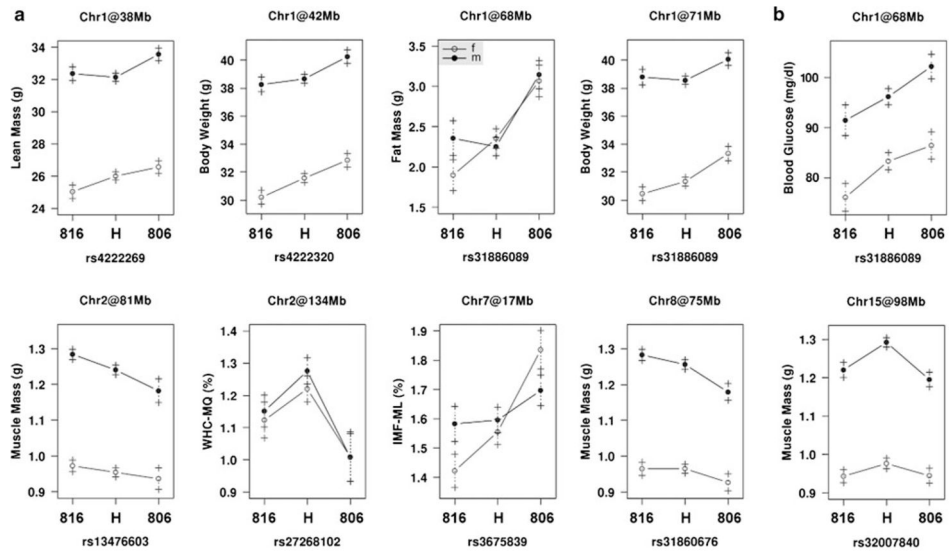 a
b
Chr1@38Mb
Lean Mass (g)
34
32
30
28
26
24
816 H 806
rs4222269
Chr1@42Mb
Body Weight (g)
40
38
36
34
32
30
816 H 806
rs4222320
Chr1@68Mb
Fat Mass (g)
3.5
3.0
2.5
2.0
1.5
f
m
816 H 806
rs31886089
Chr1@71Mb
Body Weight (g)
40
38
36
34
32
30
816 H 806
rs31886089
Chr1@68Mb
Blood Glucose (mg/dl)
100
90
80
816 H 806
rs31886089
Chr2@81Mb
Muscle Mass (g)
1.3
1.2
1.1
1.0
0.9
816 H 806
rs13476603
Chr2@134Mb
WHC-MQ (%)
1.4
1.3
1.2
1.1
1.0
0.9
816 H 806
rs27268102
Chr7@17Mb
IMF-ML (%)
1.9
1.8
1.7
1.6
1.5
1.4
816 H 806
rs3675839
Chr8@75Mb
Muscle Mass (g)
1.3
1.2
1.1
1.0
0.9
816 H 806
rs31860676
Chr15@98Mb
Muscle Mass (g)
1.3
1.2
1.1
1.0
0.9
816 H 806
rs32007840